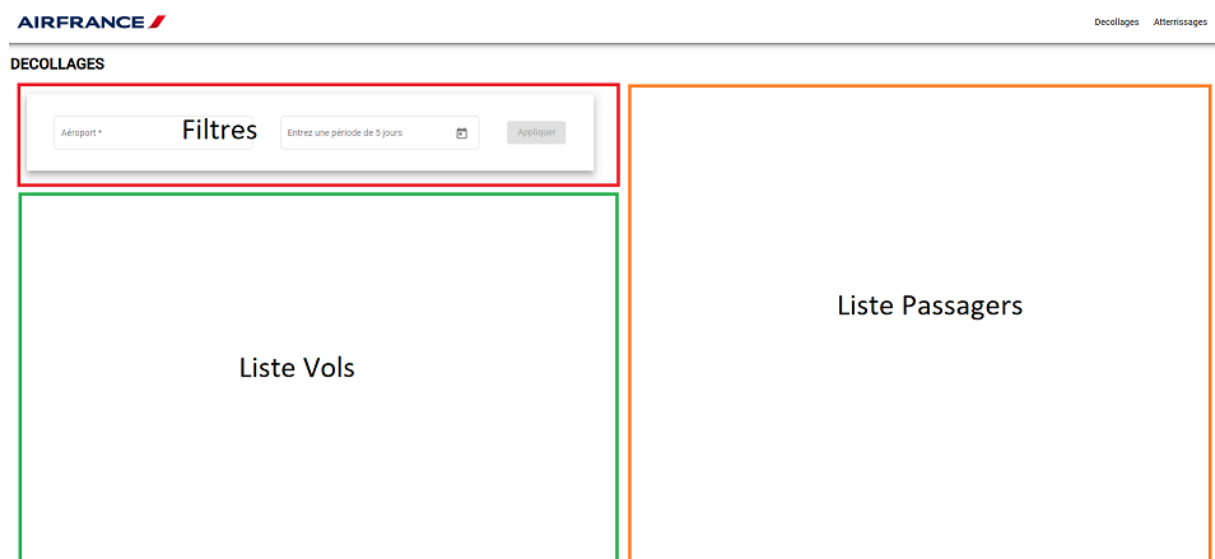 AIRFRANCE
Decollages Atterrissages
DECOLLAGES
Aéroport * Filtres Entrez une période de 5 jours Appliquer
Liste Passagers
Liste Vols